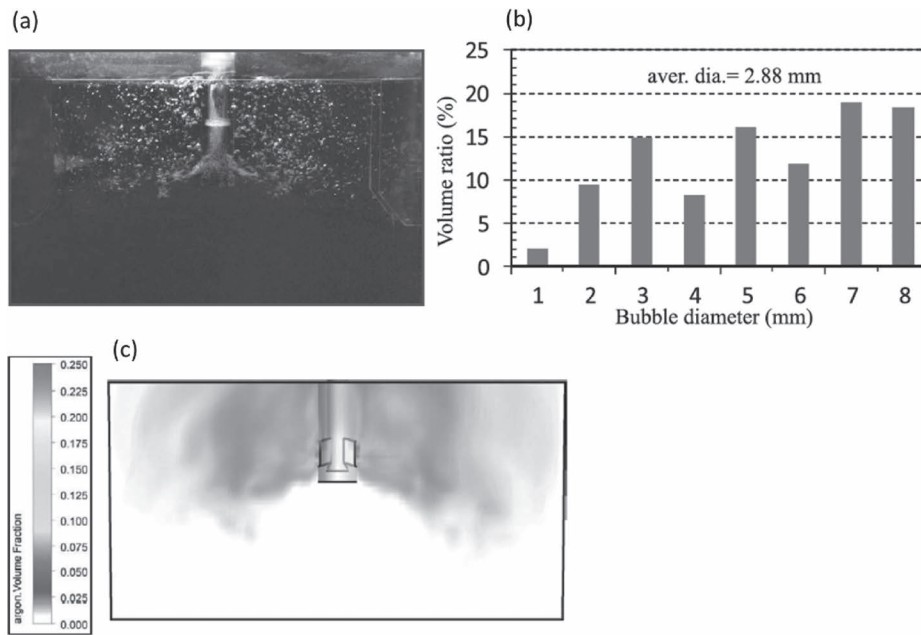 (a)
(b)
25
20
15
10
5
0
Volume ratio (%)
aver. dia.= 2.88 mm
1 2 3 4 5 6 7 8
Bubble diameter (mm)
(c)
0.250
0.225
0.200
0.175
0.150
0.125
0.100
0.075
0.050
0.025
0.000
argon.Volume Fraction